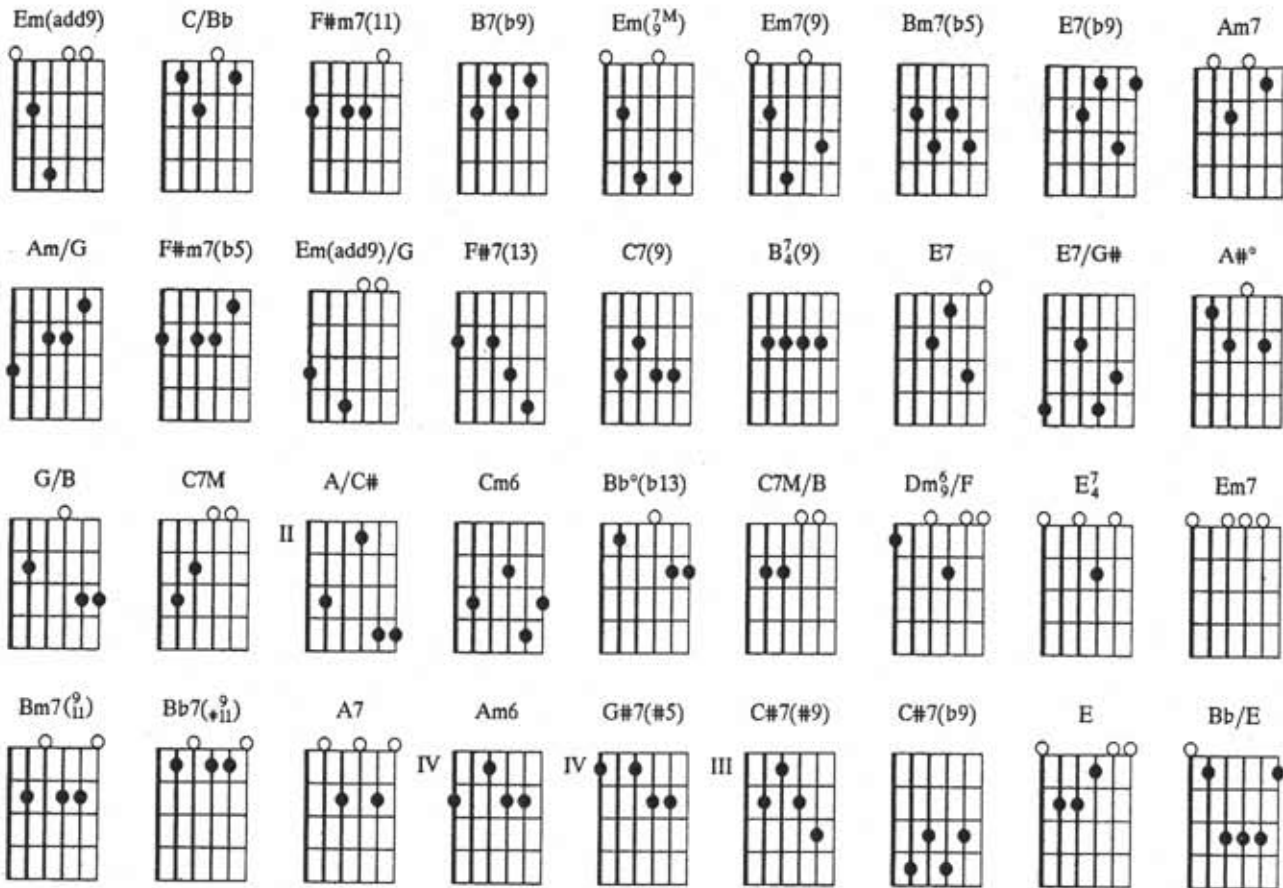 Em(add9) C/Bb F#m7(11) B7(b9) Em(7M 9) Em7(9) Bm7(b5) E7(b9) Am7
Am/G F#m7(b5) Em(add9)/G F#7(13) C7(9) B7 4(9) E7 E7/G# A#°
G/B C7M A/C# Cm6 Bb°(b13) C7M/B Dm6 9/F E7 4 Em7
II
Bm7(9 11) Bb7(9 #11) A7 Am6 G#7(#5) C#7(#9) C#7(b9) E Bb/E
IV IV III